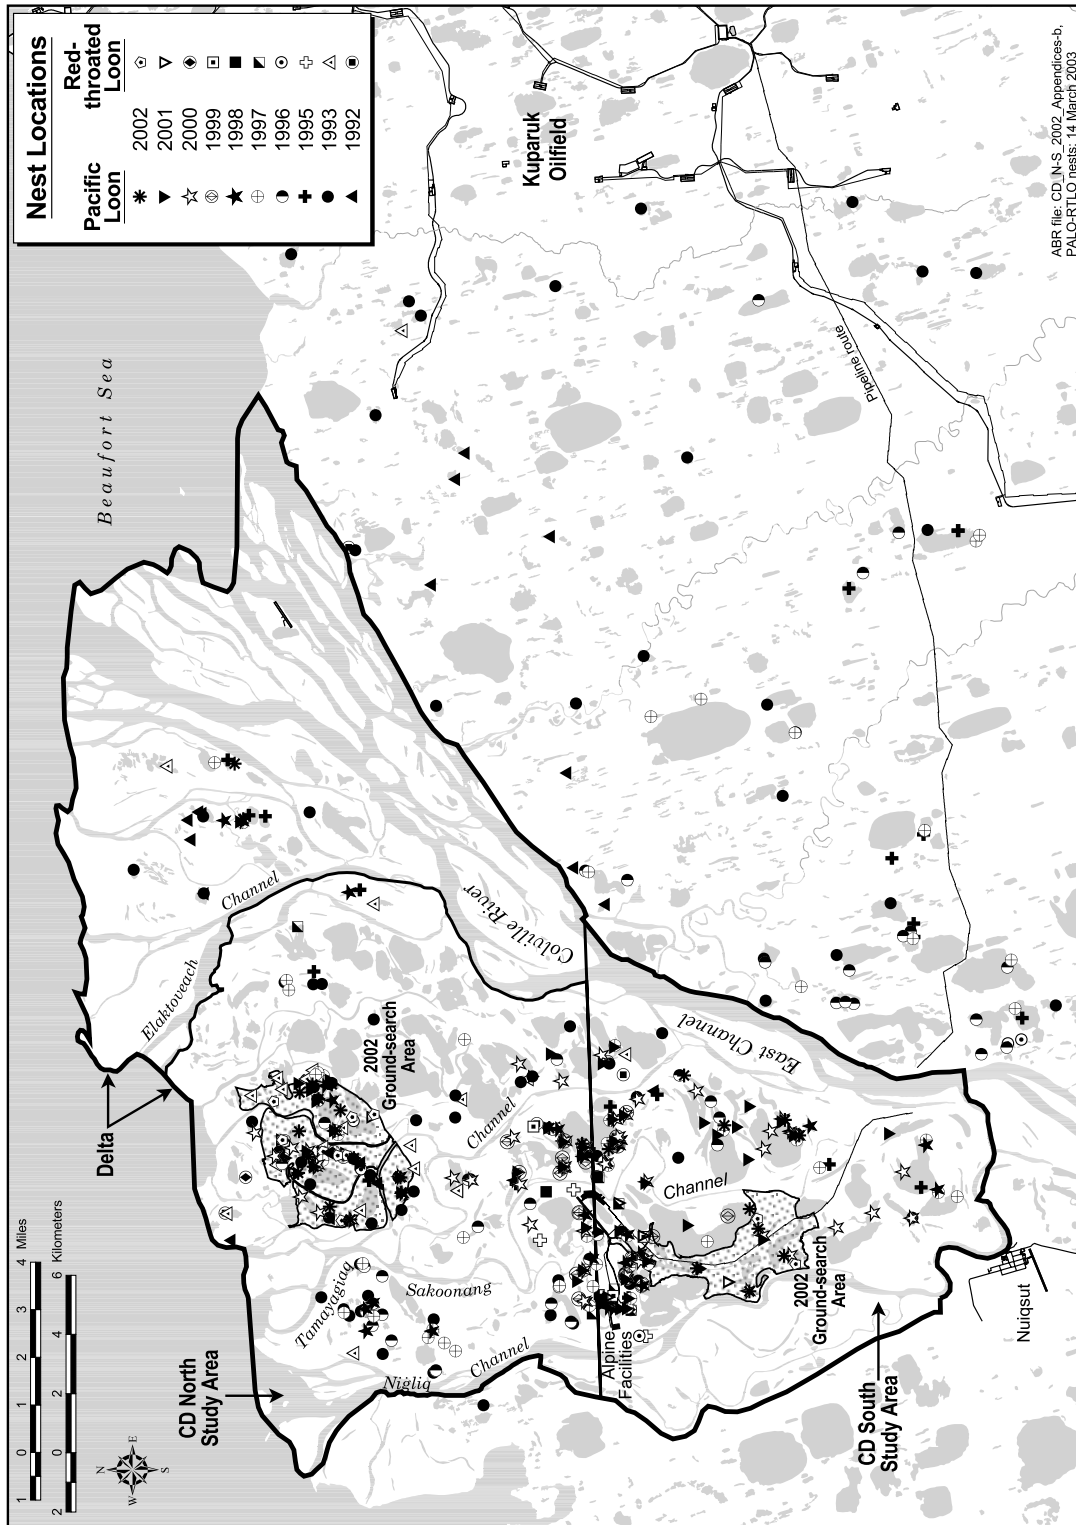 Nest Locations
Pacific
Loon
Red-
throated
Loon
2002
2001
2000
1999
1998
1997
1996
1995
1993
1992
Beaufort Sea
Kuparuk
Oilfield
Pipeline route
Delta
Elaktoveach
Channel
Colville River
2002
Ground-search
Area
CD North
Study Area
Tamayagiaq
Sakoonang
Channel
Nigliq
Channel
East Channel
Channel
Alpine
Facilities
2002
Ground-search
Area
CD South
Study Area
Nuiqsut
1 0 1 2 3 4 Miles
2 0 2 4 6 Kilometers
N
E
S
W
ABR file: CD_N-S_2002_Appendices-b,
PALO-RTLO nests; 14 March 2003